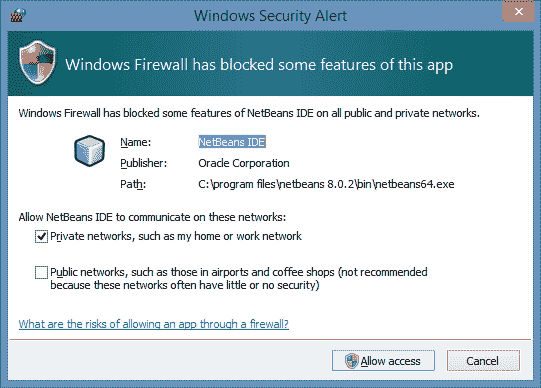 Windows Security Alert
Windows Firewall has blocked some features of this app
Windows Firewall has blocked some features of NetBeans IDE on all public and private networks.
Name: NetBeans IDE
Publisher: Oracle Corporation
Path: C:\program files\netbeans 8.0.2\bin\netbeans64.exe
Allow NetBeans IDE to communicate on these networks:
Private networks, such as my home or work network
Public networks, such as those in airports and coffee shops (not recommended
because these networks often have little or no security)
What are the risks of allowing an app through a firewall?
Allow access Cancel